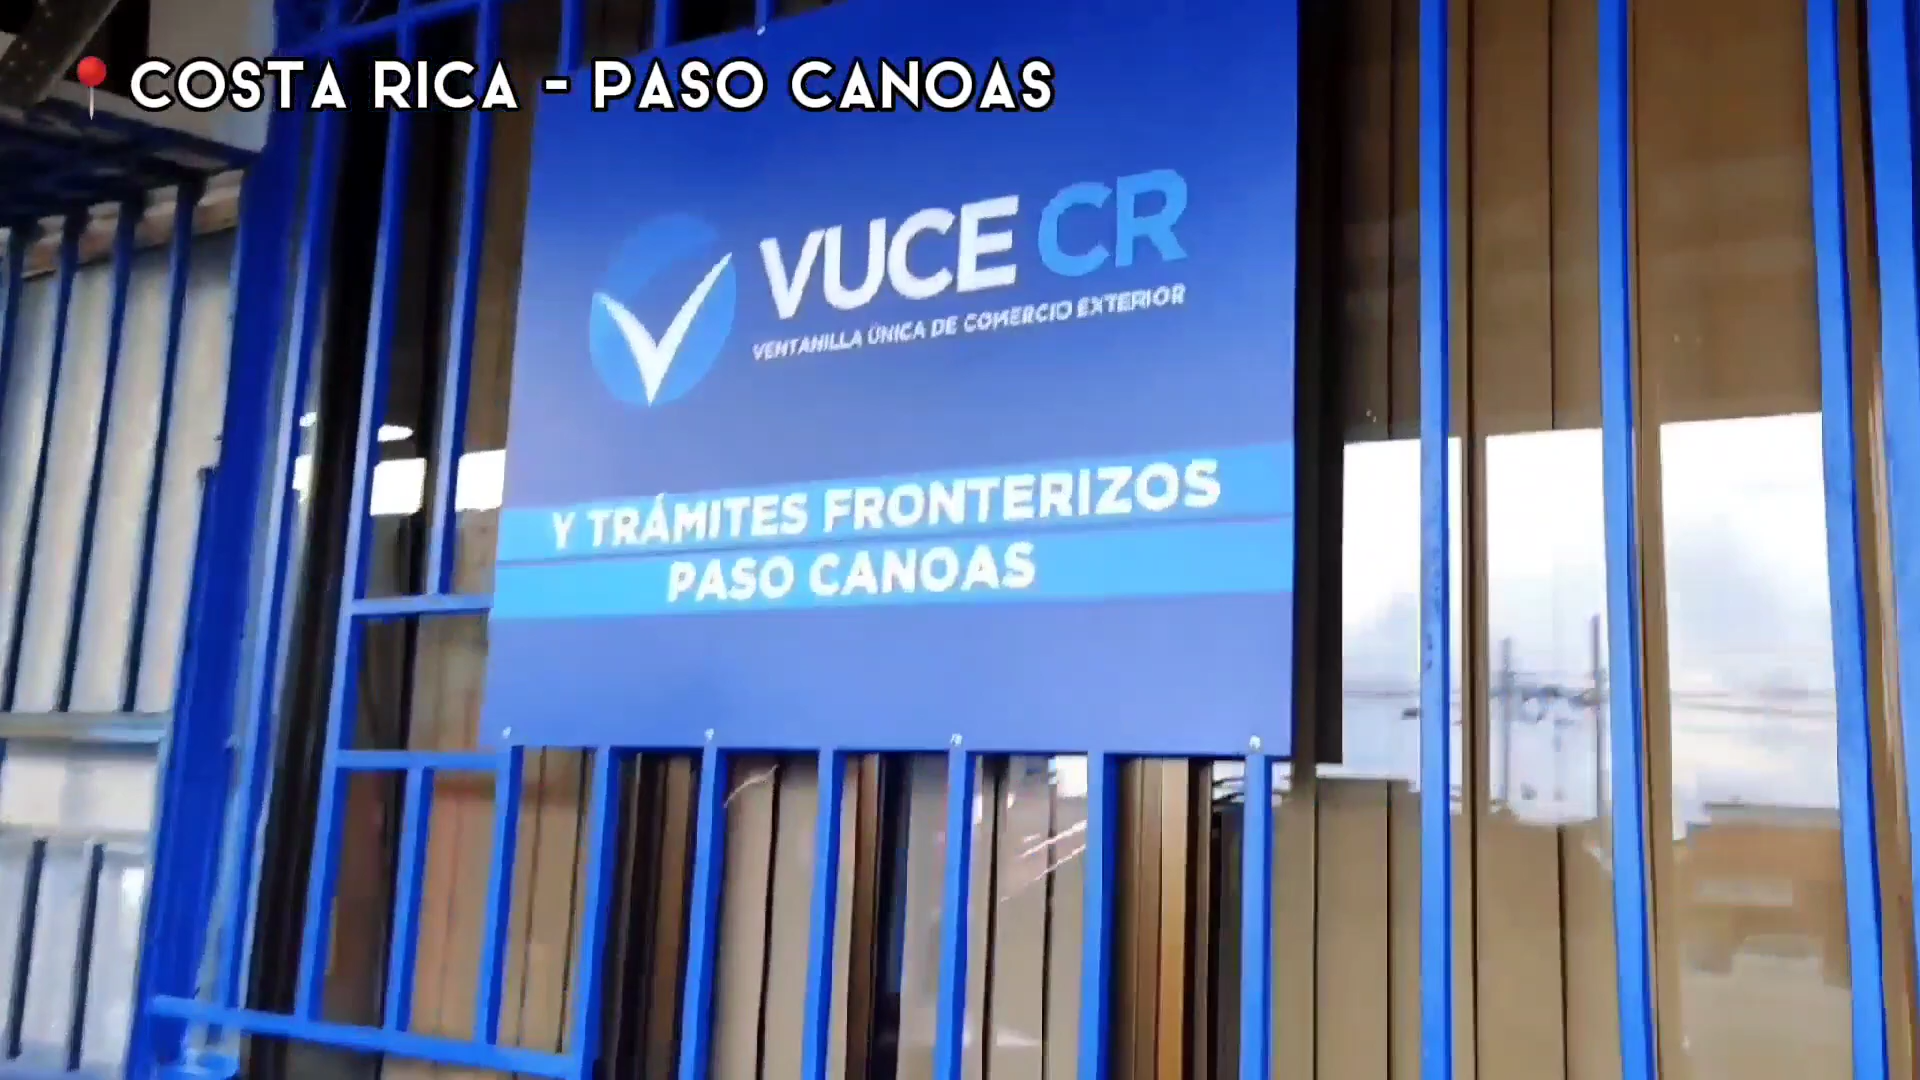 COSTA RICA - PASO CANOAS
VUCE CR
VENTANILLA ÚNICA DE COMERCIO EXTERIOR
Y TRÁMITES FRONTERIZOS
PASO CANOAS